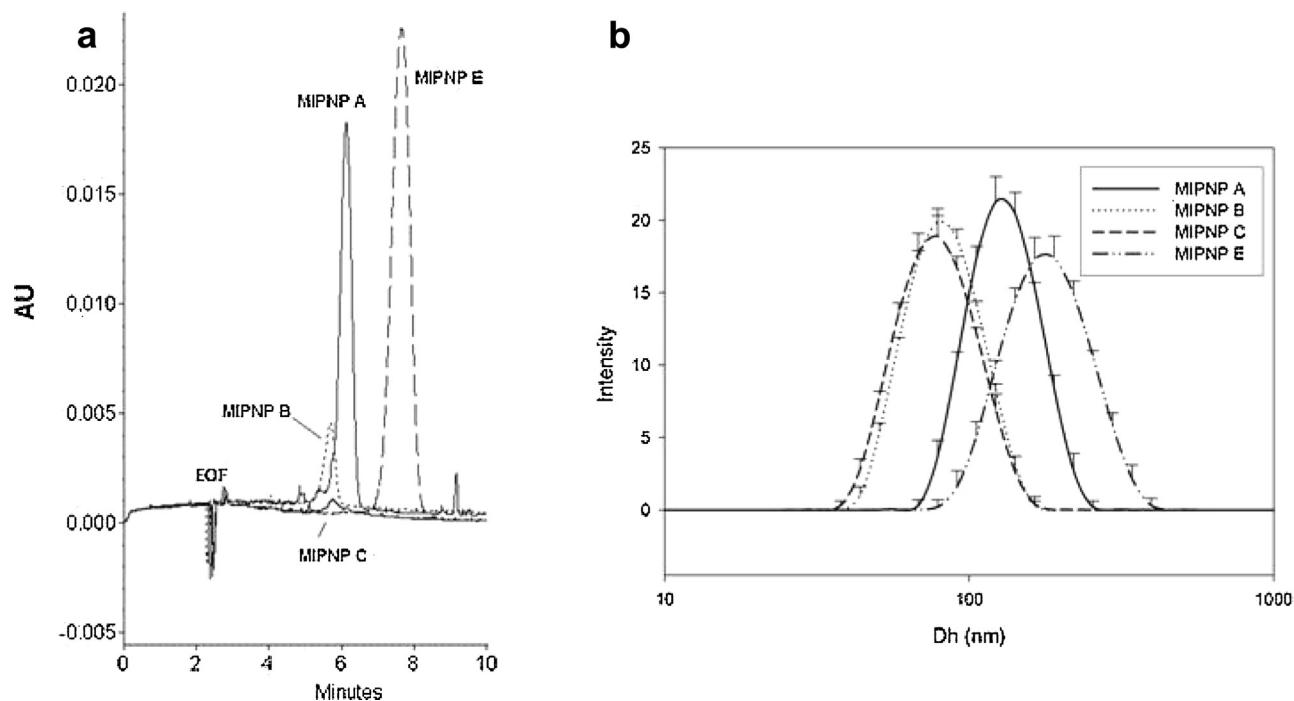 a
AU
0.020
0.015
0.010
0.005
0.000
-0.005
MIPNP E
MIPNP A
MIPNP B
EOF
MIPNP C
0 2 4 6 8 10
Minutes
b
Intensity
25
20
15
10
5
0
MIPNP A
MIPNP B
MIPNP C
MIPNP E
10 100 1000
Dh (nm)